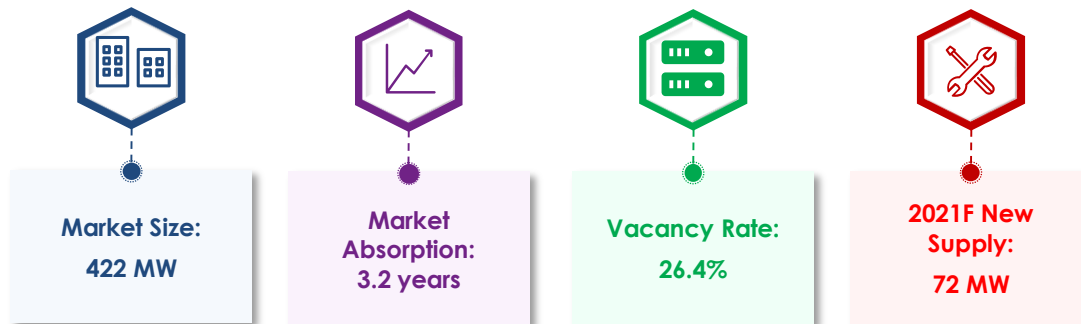 Market Size:
422 MW
Market
Absorption:
3.2 years
Vacancy Rate:
26.4%
2021F New
Supply:
72 MW